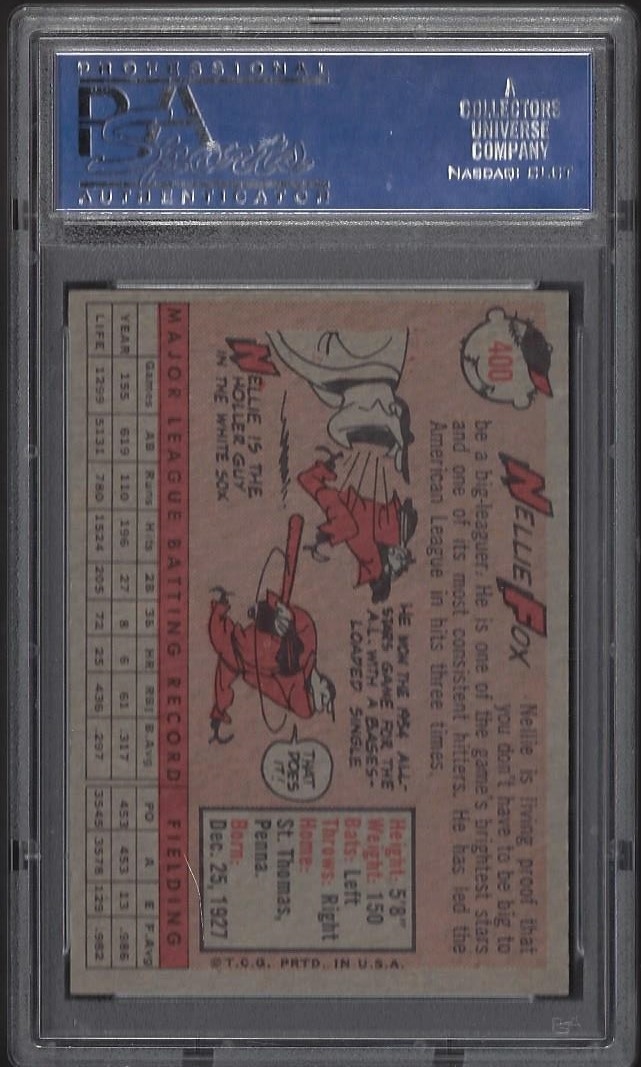 PROFESSIONAL
PSA
Sports
AUTHENTICATOR
A
COLLECTORS
UNIVERSE
COMPANY
NASDAQ: CLCT
400
NELLIE FOX Nellie is living proof that
you don't have to be big to
be a big-leaguer. He is one of the game's brightest stars
and one of its most consistent hitters. He has led the
American League in hits three times.
HE WON THE 1954 ALL-
STARS GAME FOR THE
A.L. WITH A BASES-
LOADED SINGLE
NELLIE IS THE
HOLLER GUY
IN THE WHITE SOX
THAT
DOES
IT!
Height: 5'8"
Weight: 150
Bats: Left
Throws: Right
Home:
St. Thomas,
Penna.
Born:
Dec. 25, 1927
© T.C.G. PRTD. IN U.S.A.
MAJOR LEAGUE BATTING RECORD FIELDING
Games AB Runs Hits 2B 3B HR RBI B.Avg PO A E F.Avg
YEAR 155 619 110 196 27 8 6 61 .317 453 453 13 .986
LIFE 1299 5131 780 1524 205 72 25 436 .297 3545 3578 129 .982
PSA